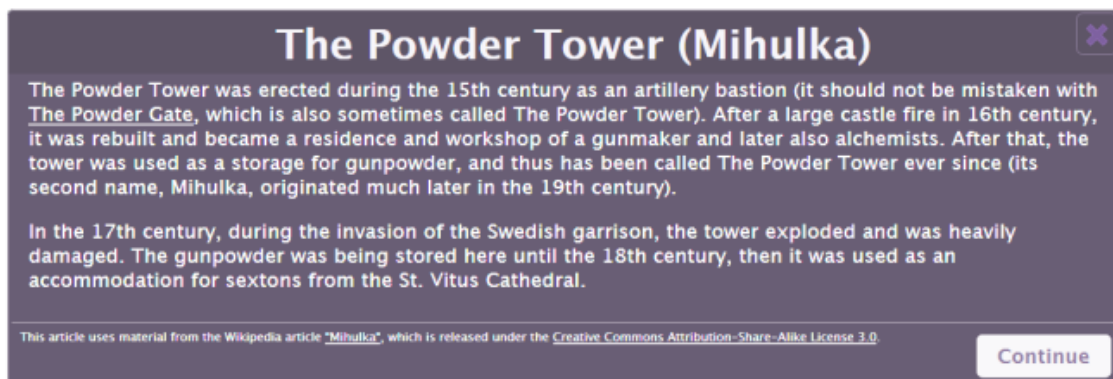 The Powder Tower (Mihulka)
The Powder Tower was erected during the 15th century as an artillery bastion (it should not be mistaken with
The Powder Gate, which is also sometimes called The Powder Tower). After a large castle fire in 16th century,
it was rebuilt and became a residence and workshop of a gunmaker and later also alchemists. After that, the
tower was used as a storage for gunpowder, and thus has been called The Powder Tower ever since (its
second name, Mihulka, originated much later in the 19th century).
In the 17th century, during the invasion of the Swedish garrison, the tower exploded and was heavily
damaged. The gunpowder was being stored here until the 18th century, then it was used as an
accommodation for sextons from the St. Vitus Cathedral.
This article uses material from the Wikipedia article "Mihulka", which is released under the Creative Commons Attribution-Share-Alike License 3.0.
Continue